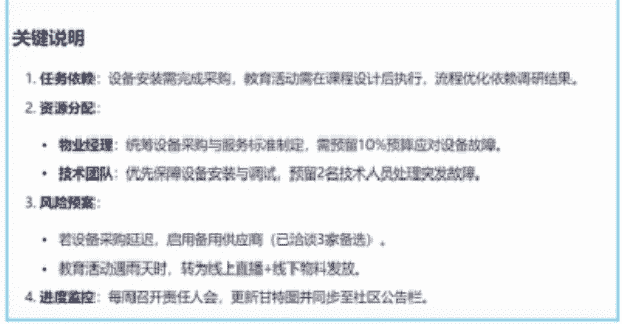 关键说明
1. 任务依赖：设备安装需完成采购，教育活动需在课程设计后执行，流程优化依赖调研结果。
2. 资源分配：
• 物业经理：统筹设备采购与服务标准制定，需预留10%预算应对设备故障。
• 技术团队：优先保障设备安装与调试，预留2名技术人员处理突发故障。
3. 风险预案：
• 若设备采购延迟，启用备用供应商（已洽谈3家备选）。
• 教育活动遇雨天时，转为线上直播+线下物料发放。
4. 进度监控：每周召开责任人会，更新甘特图并同步至社区公告栏。